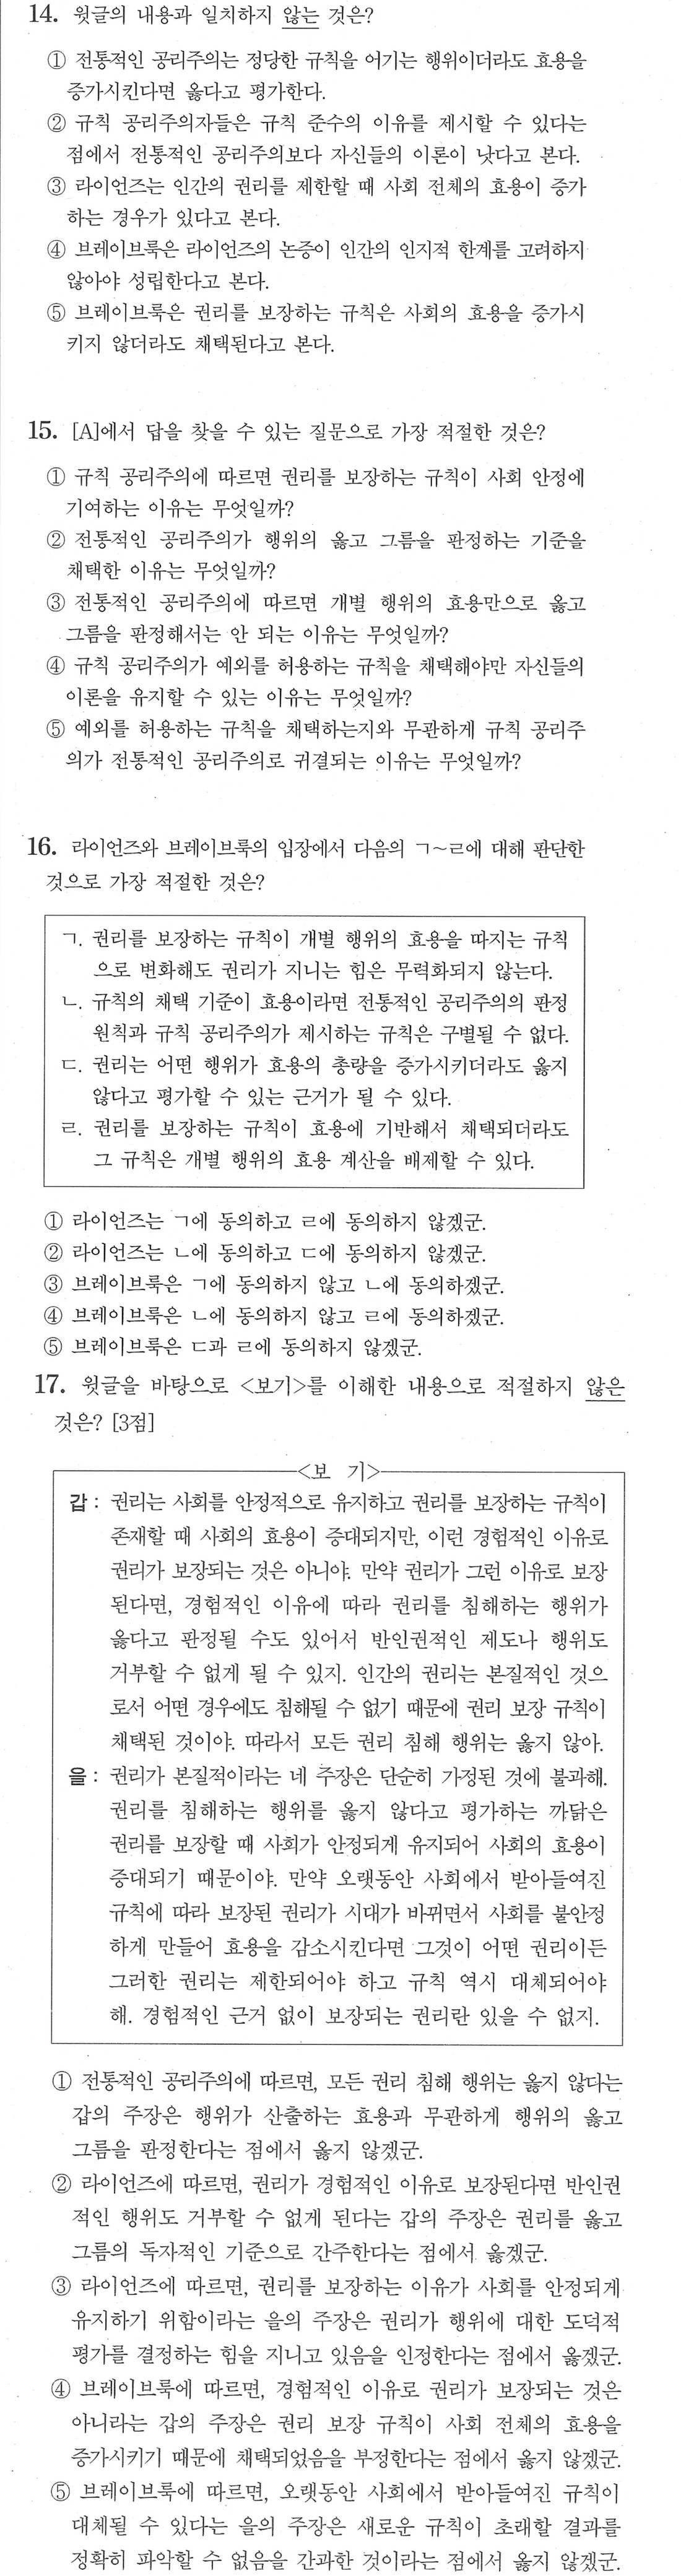 14. 윗글의 내용과 일치하지 않는 것은?
① 전통적인 공리주의는 정당한 규칙을 어기는 행위이더라도 효용을
증가시킨다면 옳다고 평가한다.
② 규칙 공리주의자들은 규칙 준수의 이유를 제시할 수 있다는
점에서 전통적인 공리주의보다 자신들의 이론이 낫다고 본다.
③ 라이언즈는 인간의 권리를 제한할 때 사회 전체의 효용이 증가
하는 경우가 있다고 본다.
④ 브레이브룩은 라이언즈의 논증이 인간의 인지적 한계를 고려하지
않아야 성립한다고 본다.
⑤ 브레이브룩은 권리를 보장하는 규칙은 사회의 효용을 증가시
키지 않더라도 채택된다고 본다.
15. [A]에서 답을 찾을 수 있는 질문으로 가장 적절한 것은?
① 규칙 공리주의에 따르면 권리를 보장하는 규칙이 사회 안정에
기여하는 이유는 무엇일까?
② 전통적인 공리주의가 행위의 옳고 그름을 판정하는 기준을
채택한 이유는 무엇일까?
③ 전통적인 공리주의에 따르면 개별 행위의 효용만으로 옳고
그름을 판정해서는 안 되는 이유는 무엇일까?
④ 규칙 공리주의가 예외를 허용하는 규칙을 채택해야만 자신들의
이론을 유지할 수 있는 이유는 무엇일까?
⑤ 예외를 허용하는 규칙을 채택하는지와 무관하게 규칙 공리주
의가 전통적인 공리주의로 귀결되는 이유는 무엇일까?
16. 라이언즈와 브레이브룩의 입장에서 다음의 ㄱ~ㄹ에 대해 판단한
것으로 가장 적절한 것은?
ㄱ. 권리를 보장하는 규칙이 개별 행위의 효용을 따지는 규칙
으로 변화해도 권리가 지니는 힘은 무력화되지 않는다.
ㄴ. 규칙의 채택 기준이 효용이라면 전통적인 공리주의의 판정
원칙과 규칙 공리주의가 제시하는 규칙은 구별될 수 없다.
ㄷ. 권리는 어떤 행위가 효용의 총량을 증가시키더라도 옳지
않다고 평가할 수 있는 근거가 될 수 있다.
ㄹ. 권리를 보장하는 규칙이 효용에 기반해서 채택되더라도
그 규칙은 개별 행위의 효용 계산을 배제할 수 있다.
① 라이언즈는 ㄱ에 동의하고 ㄹ에 동의하지 않겠군.
② 라이언즈는 ㄴ에 동의하고 ㄷ에 동의하지 않겠군.
③ 브레이브룩은 ㄱ에 동의하지 않고 ㄴ에 동의하겠군.
④ 브레이브룩은 ㄴ에 동의하지 않고 ㄹ에 동의하겠군.
⑤ 브레이브룩은 ㄷ과 ㄹ에 동의하지 않겠군.
17. 윗글을 바탕으로 <보기>를 이해한 내용으로 적절하지 않은
것은? [3점]
<보 기>
갑 : 권리는 사회를 안정적으로 유지하고 권리를 보장하는 규칙이
존재할 때 사회의 효용이 증대되지만, 이런 경험적인 이유로
권리가 보장되는 것은 아니야. 만약 권리가 그런 이유로 보장
된다면, 경험적인 이유에 따라 권리를 침해하는 행위가
옳다고 판정될 수도 있어서 반인권적인 제도나 행위도
거부할 수 없게 될 수 있지. 인간의 권리는 본질적인 것으
로서 어떤 경우에도 침해될 수 없기 때문에 권리 보장 규칙이
채택된 것이야. 따라서 모든 권리 침해 행위는 옳지 않아.
을 : 권리가 본질적이라는 네 주장은 단순히 가정된 것에 불과해.
권리를 침해하는 행위를 옳지 않다고 평가하는 까닭은
권리를 보장할 때 사회가 안정되게 유지되어 사회의 효용이
증대되기 때문이야. 만약 오랫동안 사회에서 받아들여진
규칙에 따라 보장된 권리가 시대가 바뀌면서 사회를 불안정
하게 만들어 효용을 감소시킨다면 그것이 어떤 권리이든
그러한 권리는 제한되어야 하고 규칙 역시 대체되어야
해. 경험적인 근거 없이 보장되는 권리란 있을 수 없지.
① 전통적인 공리주의에 따르면, 모든 권리 침해 행위는 옳지 않다는
갑의 주장은 행위가 산출하는 효용과 무관하게 행위의 옳고
그름을 판정한다는 점에서 옳지 않겠군.
② 라이언즈에 따르면, 권리가 경험적인 이유로 보장된다면 반인권
적인 행위도 거부할 수 없게 된다는 갑의 주장은 권리를 옳고
그름의 독자적인 기준으로 간주한다는 점에서 옳겠군.
③ 라이언즈에 따르면, 권리를 보장하는 이유가 사회를 안정되게
유지하기 위함이라는 을의 주장은 권리가 행위에 대한 도덕적
평가를 결정하는 힘을 지니고 있음을 인정한다는 점에서 옳겠군.
④ 브레이브룩에 따르면, 경험적인 이유로 권리가 보장되는 것은
아니라는 갑의 주장은 권리 보장 규칙이 사회 전체의 효용을
증가시키기 때문에 채택되었음을 부정한다는 점에서 옳지 않겠군.
⑤ 브레이브룩에 따르면, 오랫동안 사회에서 받아들여진 규칙이
대체될 수 있다는 을의 주장은 새로운 규칙이 초래할 결과를
정확히 파악할 수 없음을 간과한 것이라는 점에서 옳지 않겠군.